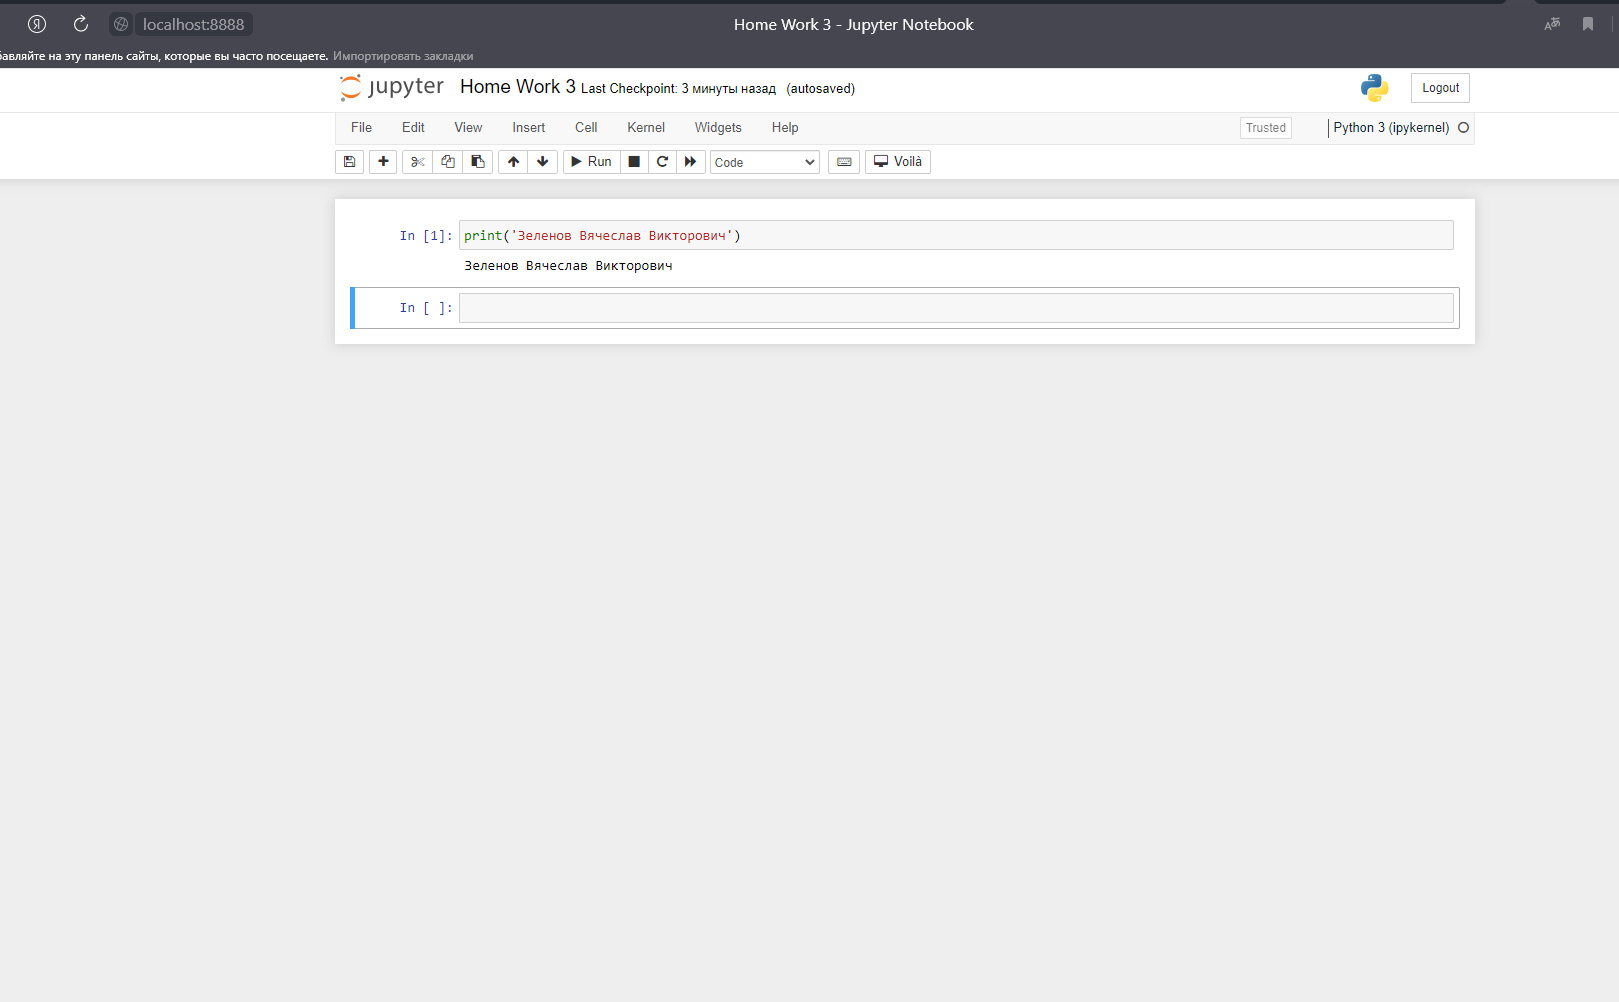 Я localhost:8888 Home Work 3 - Jupyter Notebook
бавляйте на эту панель сайты, которые вы часто посещаете. Импортировать закладки
jupyter Home Work 3 Last Checkpoint: 3 минуты назад (autosaved) Logout
File Edit View Insert Cell Kernel Widgets Help Trusted Python 3 (ipykernel)
Run Code Voilà
In [1]: print('Зеленов Вячеслав Викторович')
Зеленов Вячеслав Викторович
In [ ]: